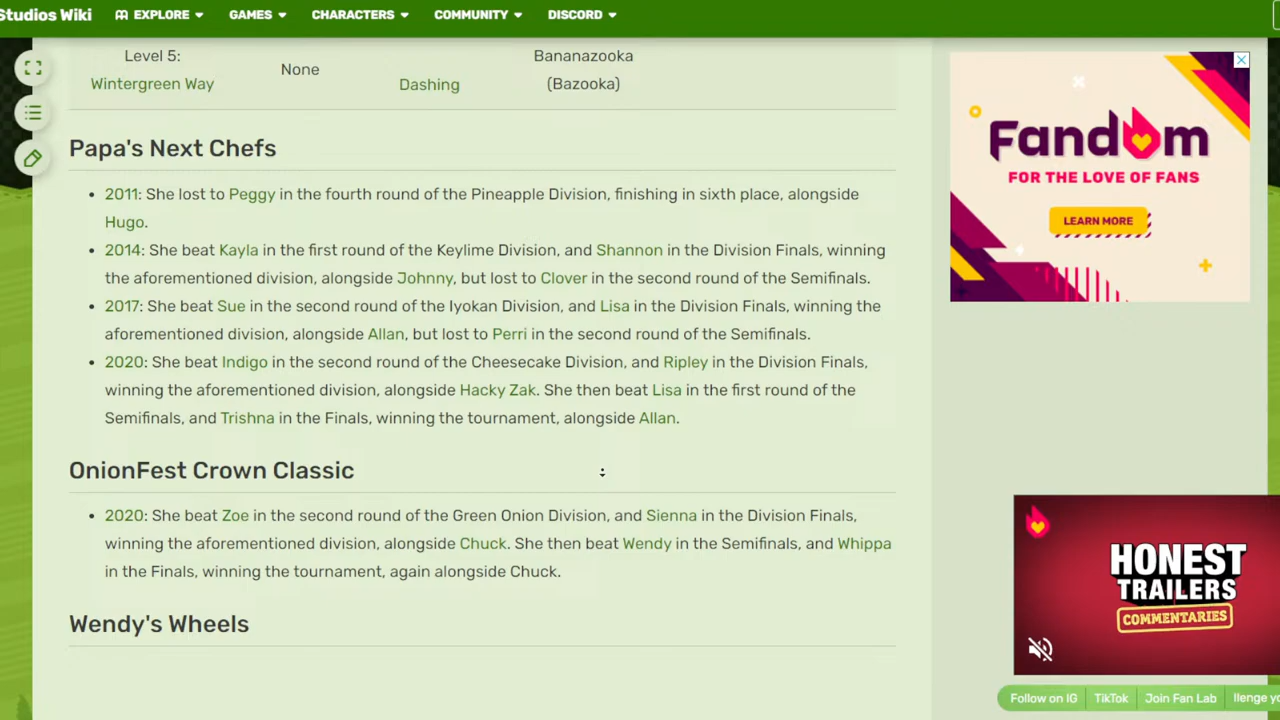 Studios Wiki EXPLORE GAMES CHARACTERS COMMUNITY DISCORD
Level 5:
Wintergreen Way
None
Dashing
Bananazooka
(Bazooka)
Papa's Next Chefs
• 2011: She lost to Peggy in the fourth round of the Pineapple Division, finishing in sixth place, alongside
Hugo.
• 2014: She beat Kayla in the first round of the Keylime Division, and Shannon in the Division Finals, winning
the aforementioned division, alongside Johnny, but lost to Clover in the second round of the Semifinals.
• 2017: She beat Sue in the second round of the Iyokan Division, and Lisa in the Division Finals, winning the
aforementioned division, alongside Allan, but lost to Perri in the second round of the Semifinals.
• 2020: She beat Indigo in the second round of the Cheesecake Division, and Ripley in the Division Finals,
winning the aforementioned division, alongside Hacky Zak. She then beat Lisa in the first round of the
Semifinals, and Trishna in the Finals, winning the tournament, alongside Allan.
OnionFest Crown Classic
• 2020: She beat Zoe in the second round of the Green Onion Division, and Sienna in the Division Finals,
winning the aforementioned division, alongside Chuck. She then beat Wendy in the Semifinals, and Whippa
in the Finals, winning the tournament, again alongside Chuck.
Wendy's Wheels
Fandom
FOR THE LOVE OF FANS
LEARN MORE
HONEST
TRAILERS
COMMENTARIES
Follow on IG TikTok Join Fan Lab llenge yo